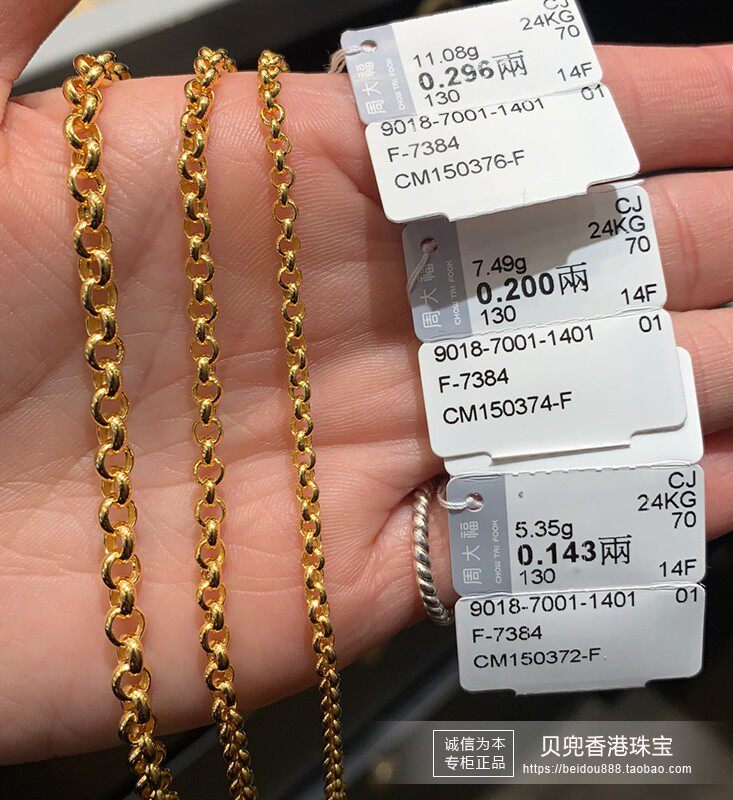 CJ
24KG
70
11.08g
0.296兩
130
14F
周大福
CHOW TAI FOOK
9018-7001-1401 01
F-7384
CM150376-F
CJ
24KG
70
7.49g
0.200兩
130
14F
周大福
CHOW TAI FOOK
9018-7001-1401 01
F-7384
CM150374-F
CJ
24KG
70
5.35g
0.143兩
130
14F
周大福
CHOW TAI FOOK
9018-7001-1401 01
F-7384
CM150372-F
诚信为本
专柜正品
贝兜香港珠宝
https://beidou888.taobao.com